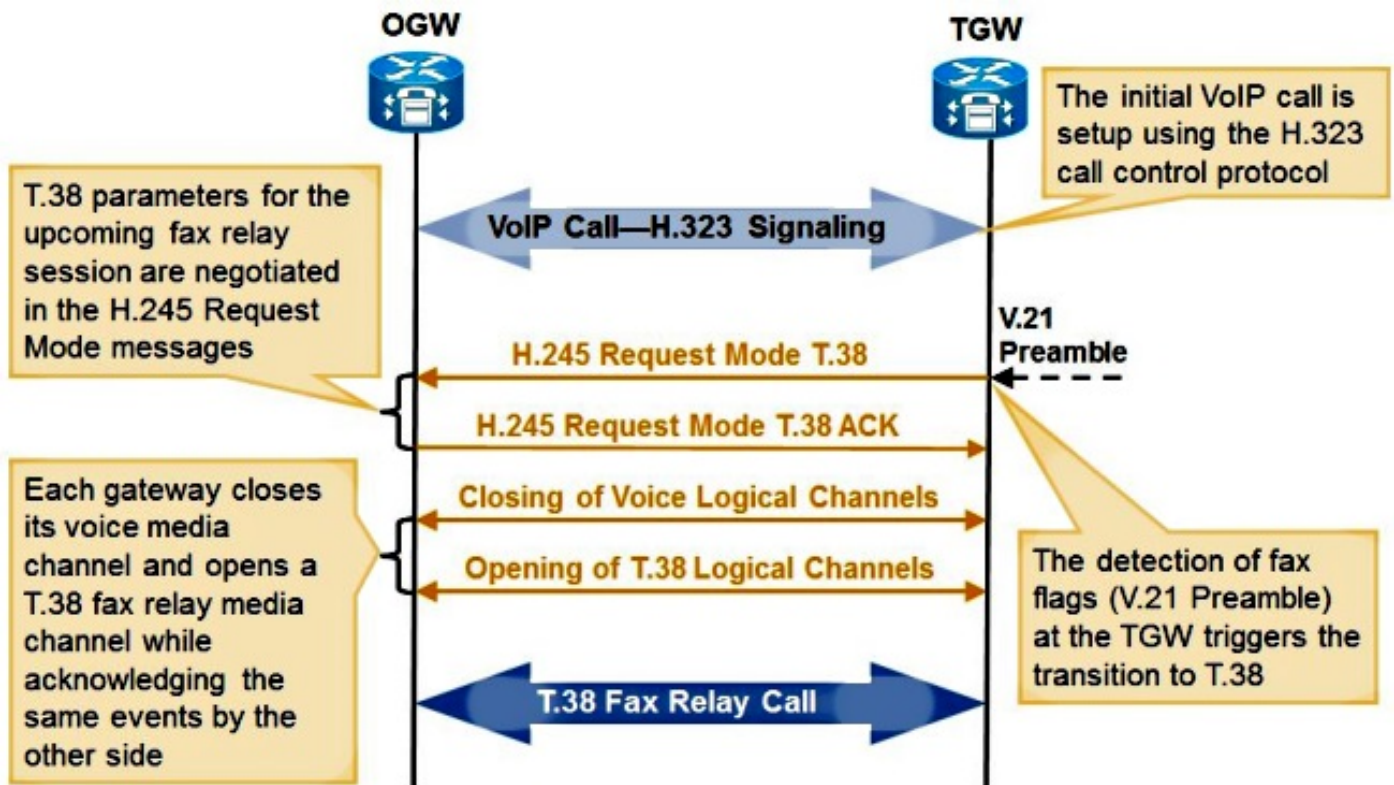 OGW
TGW
The initial VoIP call is
setup using the H.323
call control protocol
T.38 parameters for the
upcoming fax relay
session are negotiated
in the H.245 Request
Mode messages
VoIP Call—H.323 Signaling
V.21
Preamble
H.245 Request Mode T.38
H.245 Request Mode T.38 ACK
Each gateway closes
its voice media
channel and opens a
T.38 fax relay media
channel while
acknowledging the
same events by the
other side
Closing of Voice Logical Channels
Opening of T.38 Logical Channels
The detection of fax
flags (V.21 Preamble)
at the TGW triggers the
transition to T.38
T.38 Fax Relay Call